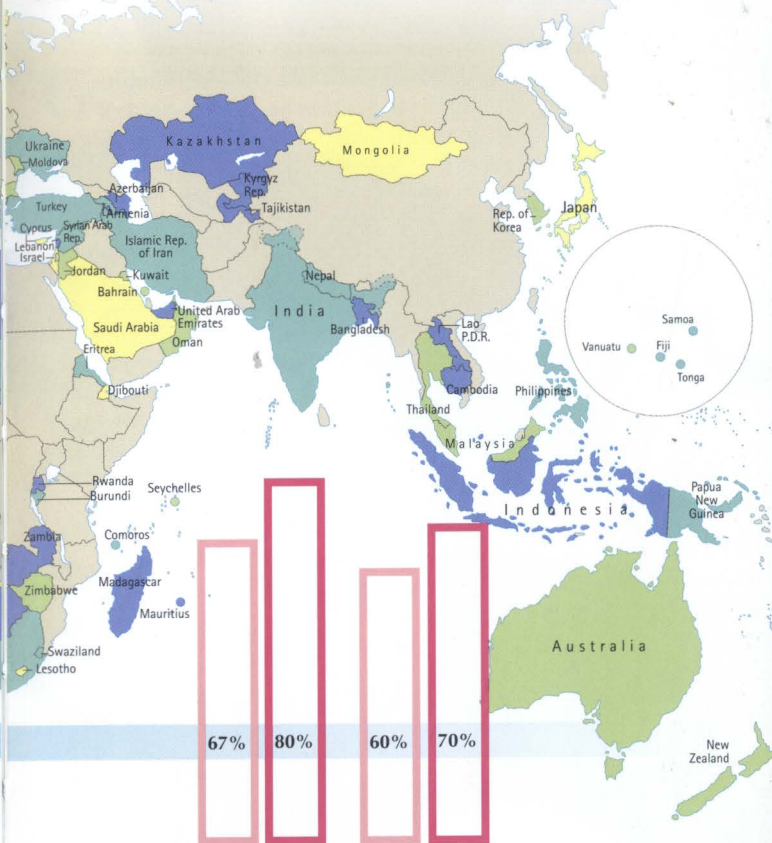 Kazakhstan
Mongolia
Ukraine
Moldova
Azerbaijan
Kyrgyz
Rep.
Turkey
Armenia
Tajikistan
Rep. of
Korea
Japan
Cyprus
Syrian Arab
Rep.
Lebanon
Israel
Islamic Rep.
of Iran
Jordan
Kuwait
Nepal
Bahrain
India
United Arab
Emirates
Saudi Arabia
Oman
Bangladesh
Lao
P.D.R.
Eritrea
Djibouti
Cambodia
Thailand
Philippines
Samoa
Vanuatu
Fiji
Tonga
Malaysia
Rwanda
Burundi
Seychelles
Indonesia
Papua
New
Guinea
Zambia
Comoros
Madagascar
Zimbabwe
Mauritius
Australia
Swaziland
Lesotho
67%
80%
60%
70%
New
Zealand